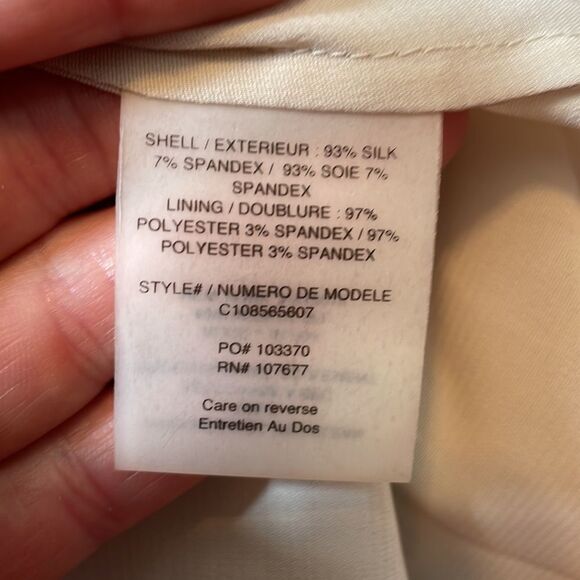 SHELL / EXTERIEUR : 93% SILK
7% SPANDEX / 93% SOIE 7%
SPANDEX
LINING / DOUBLURE : 97%
POLYESTER 3% SPANDEX / 97%
POLYESTER 3% SPANDEX
STYLE# / NUMERO DE MODELE
C108565607
PO# 103370
RN# 107677
Care on reverse
Entretien Au Dos